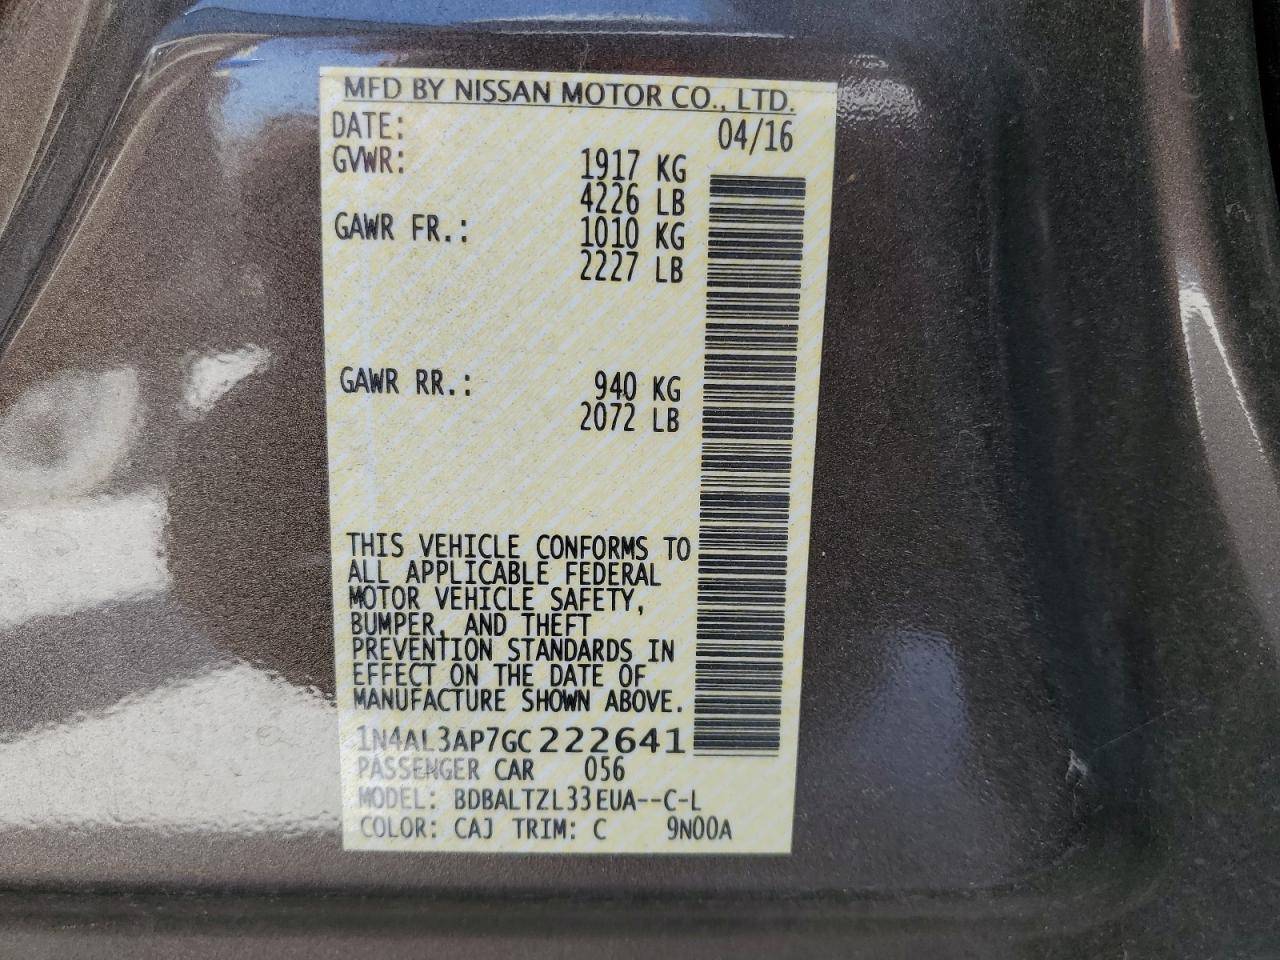 MFD BY NISSAN MOTOR CO., LTD.
DATE: 04/16
GVWR: 1917 KG
4226 LB
GAWR FR.: 1010 KG
2227 LB
GAWR RR.: 940 KG
2072 LB
THIS VEHICLE CONFORMS TO
ALL APPLICABLE FEDERAL
MOTOR VEHICLE SAFETY,
BUMPER, AND THEFT
PREVENTION STANDARDS IN
EFFECT ON THE DATE OF
MANUFACTURE SHOWN ABOVE.
1N4AL3AP7GC222641
PASSENGER CAR 056
MODEL: BDBALTZL33EUA--C-L
COLOR: CAJ TRIM: C 9N00A